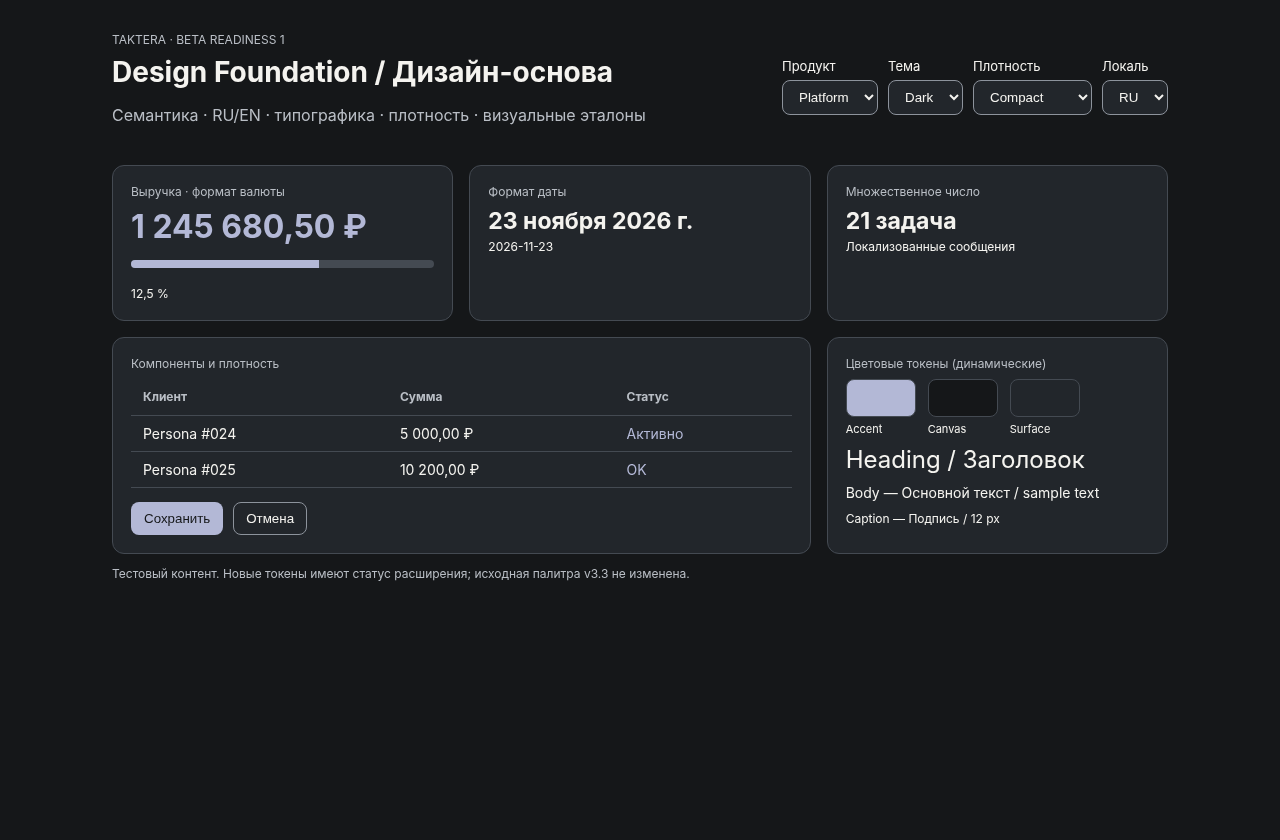 TAKTERA · BETA READINESS 1
Design Foundation / Дизайн-основа
Семантика · RU/EN · типографика · плотность · визуальные эталоны
Продукт Тема Плотность Локаль
Platform Dark Compact RU
Выручка · формат валюты
1 245 680,50 ₽
12,5 %
Формат даты
23 ноября 2026 г.
2026-11-23
Множественное число
21 задача
Локализованные сообщения
Компоненты и плотность
Клиент Сумма Статус
Persona #024 5 000,00 ₽ Активно
Persona #025 10 200,00 ₽ OK
Сохранить Отмена
Цветовые токены (динамические)
Accent Canvas Surface
Heading / Заголовок
Body — Основной текст / sample text
Caption — Подпись / 12 px
Тестовый контент. Новые токены имеют статус расширения; исходная палитра v3.3 не изменена.